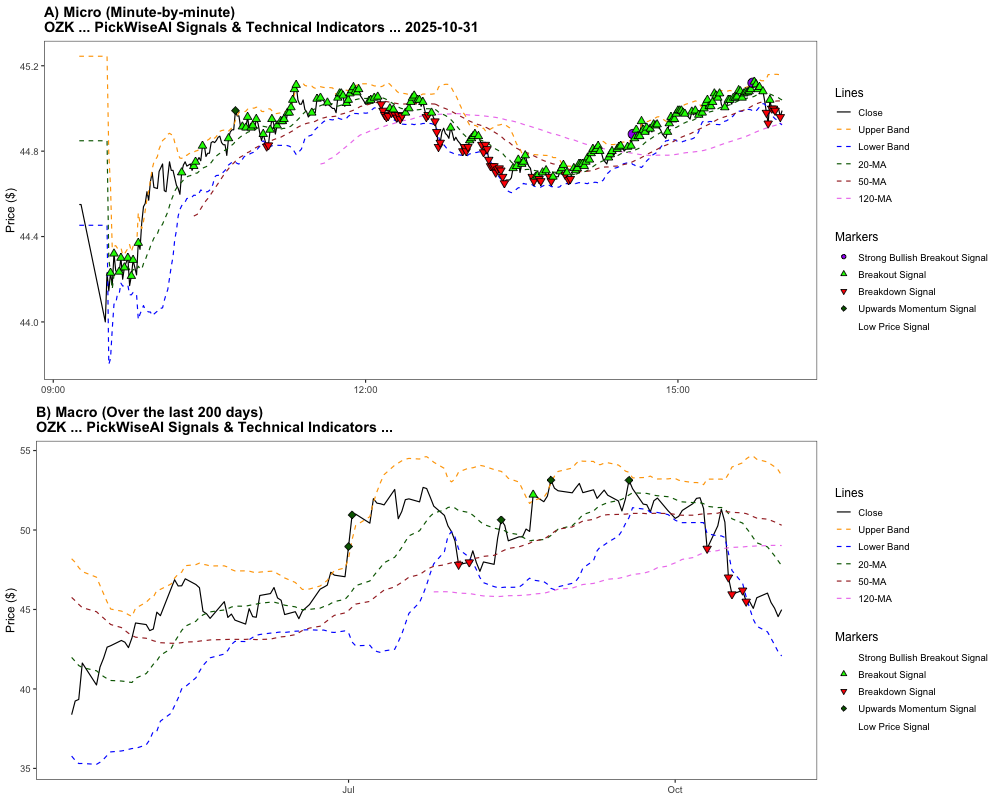 A) Micro (Minute-by-minute)
OZK ... PickWiseAI Signals & Technical Indicators ... 2025-10-31
Price ($)
45.2
44.8
44.4
44.0
09:00
12:00
15:00
Lines
Close
Upper Band
Lower Band
20-MA
50-MA
120-MA
Markers
Strong Bullish Breakout Signal
Breakout Signal
Breakdown Signal
Upwards Momentum Signal
Low Price Signal
B) Macro (Over the last 200 days)
OZK ... PickWiseAI Signals & Technical Indicators ...
Price ($)
55
50
45
40
35
Jul
Oct
Lines
Close
Upper Band
Lower Band
20-MA
50-MA
120-MA
Markers
Strong Bullish Breakout Signal
Breakout Signal
Breakdown Signal
Upwards Momentum Signal
Low Price Signal